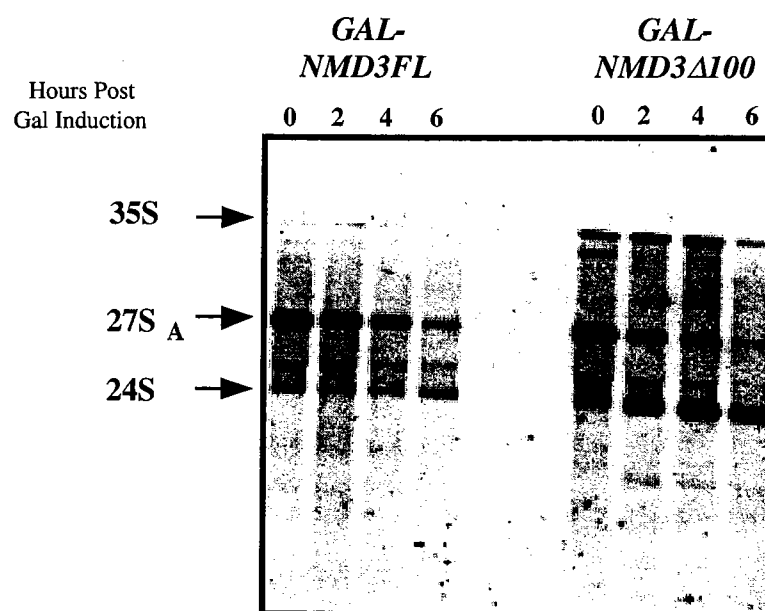 GAL-
NMD3FL
GAL-
NMD3Δ100
Hours Post
Gal Induction
0 2 4 6
0 2 4 6
35S
27S A
24S